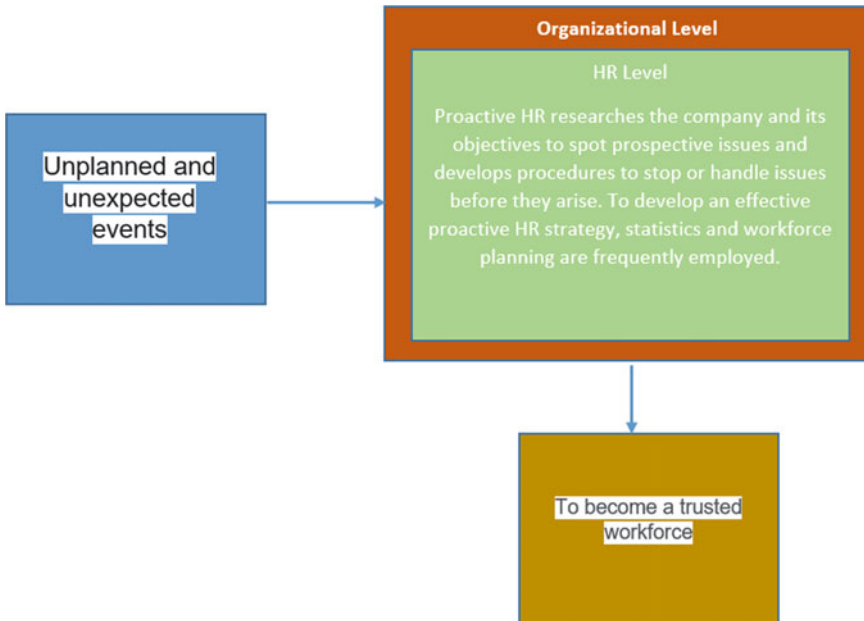 Organizational Level
HR Level
Proactive HR researches the company and its
objectives to spot prospective issues and
develops procedures to stop or handle issues
before they arise. To develop an effective
proactive HR strategy, statistics and workforce
planning are frequently employed.
Unplanned and
unexpected
events
To become a trusted
workforce